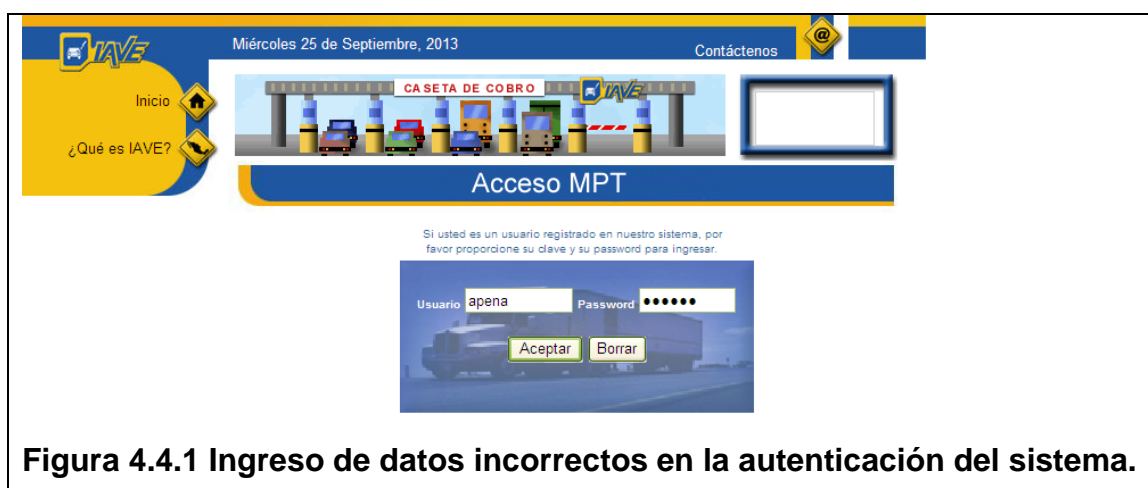 IAVE
Miércoles 25 de Septiembre, 2013
Contáctenos
@
Inicio
¿Qué es IAVE?
CASETA DE COBRO
IAVE
Acceso MPT
Si usted es un usuario registrado en nuestro sistema, por
favor proporcione su clave y su password para ingresar.
Usuario apena Password ●●●●●●
Aceptar Borrar
Figura 4.4.1 Ingreso de datos incorrectos en la autenticación del sistema.